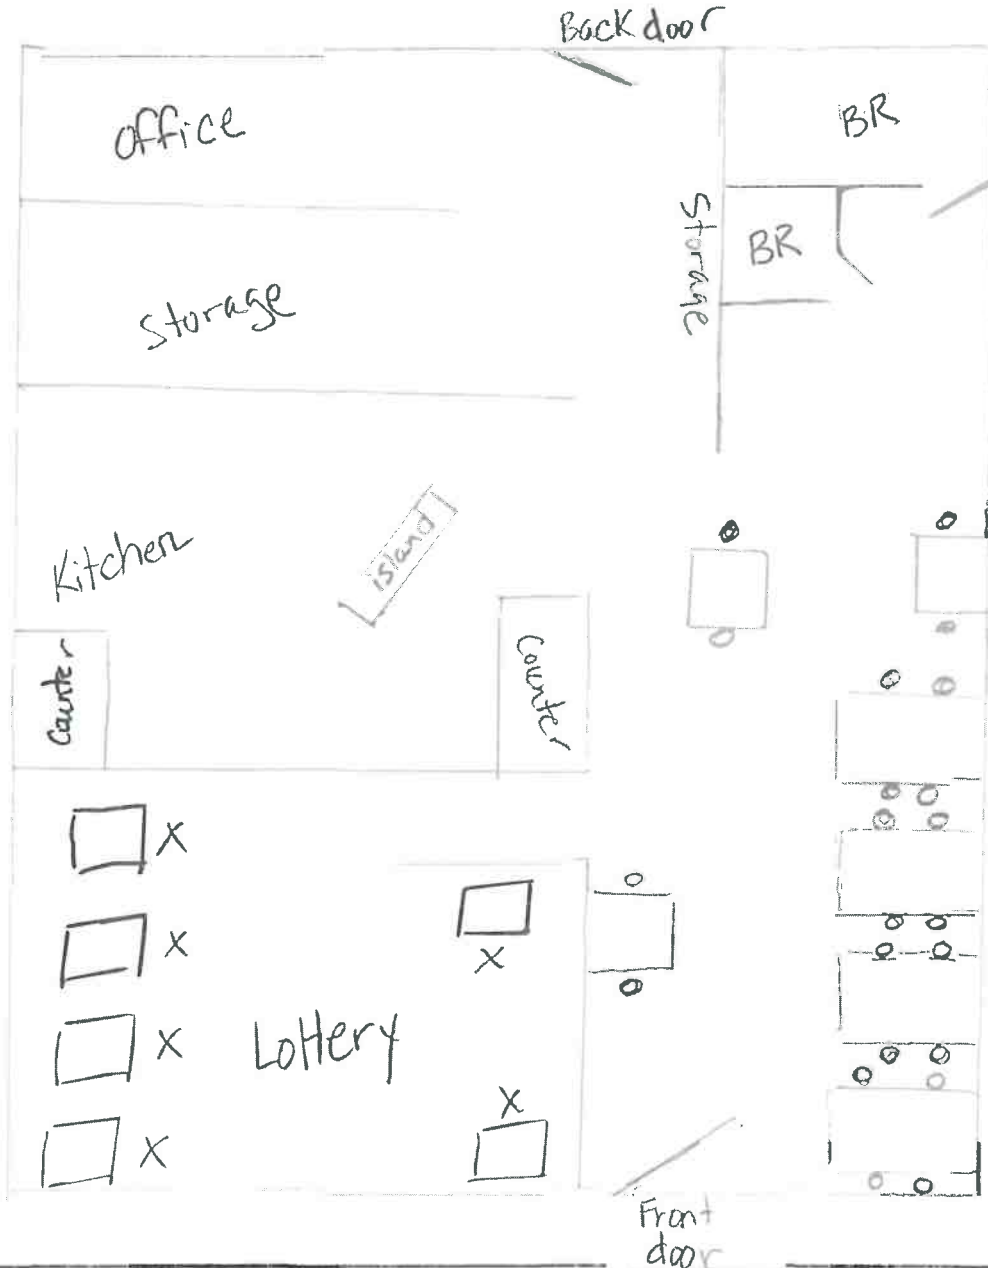 Back door
Office
BR
Storage
BR
Storage
Kitchen
island
Counter
Counter
X
X
X
X
Lottery
X
X
X
Front
door